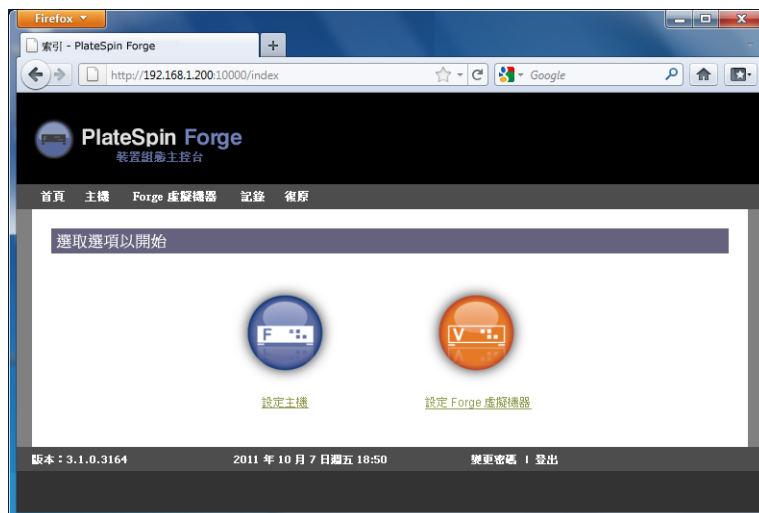 Firefox
索引 - PlateSpin Forge
http://192.168.1.200:10000/index
Google
PlateSpin Forge
裝置組態主控台
首頁 主機 Forge 虛擬機器 記錄 復原
選取選項以開始
F V
設定主機 設定 Forge 虛擬機器
版本：3.1.0.3164 2011 年 10 月 7 日週五 18:50 變更密碼 | 登出